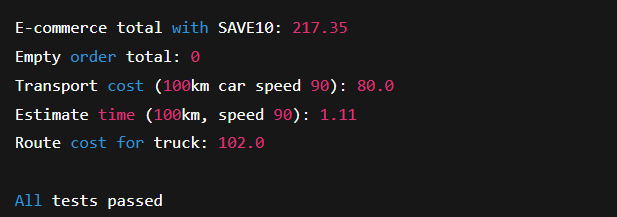 E-commerce total with SAVE10: 217.35
Empty order total: 0
Transport cost (100km car speed 90): 80.0
Estimate time (100km, speed 90): 1.11
Route cost for truck: 102.0
All tests passed